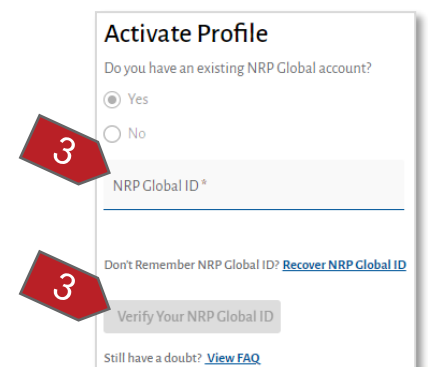 Activate Profile
Do you have an existing NRP Global account?
Yes
No
3
NRP Global ID *
Don't Remember NRP Global ID? Recover NRP Global ID
3
Verify Your NRP Global ID
Still have a doubt? View FAQ